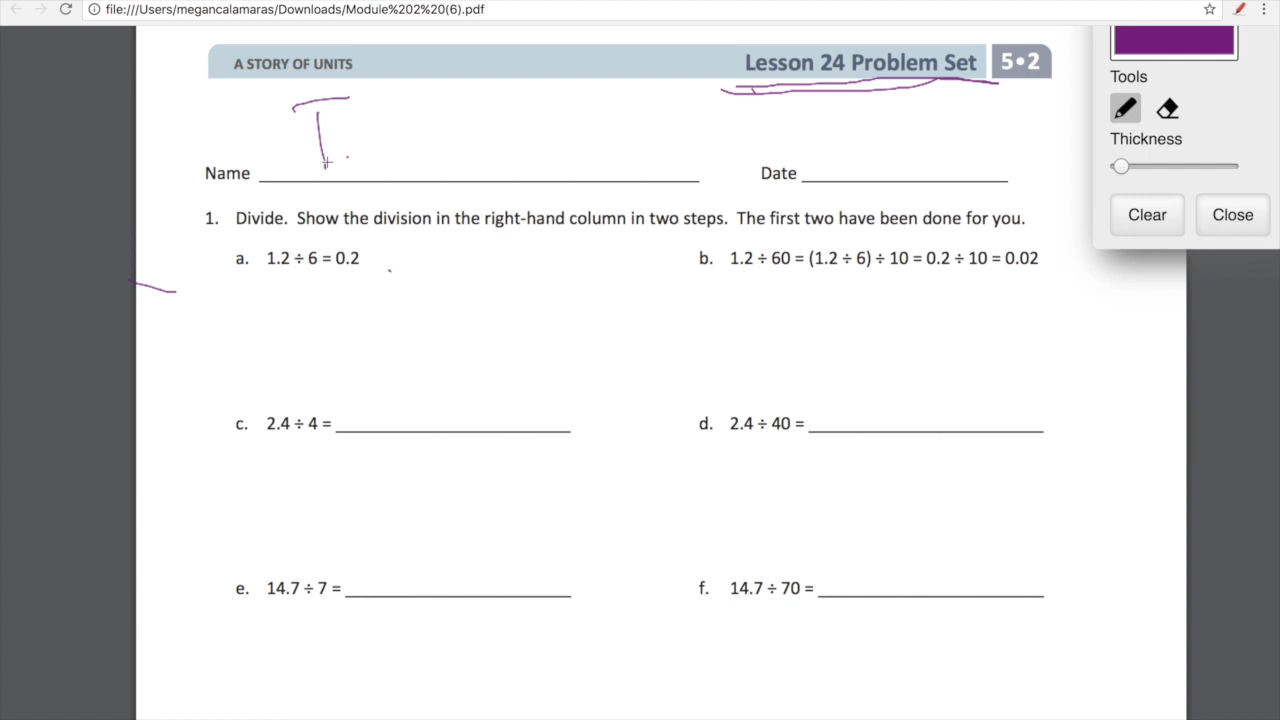 file:///Users/megancalamaras/Downloads/Module%202%20(6).pdf
A STORY OF UNITS
Lesson 24 Problem Set 5•2
Tools
Thickness
Clear
Close
T
Name
Date
1. Divide. Show the division in the right-hand column in two steps. The first two have been done for you.
a. 1.2 ÷ 6 = 0.2
b. 1.2 ÷ 60 = (1.2 ÷ 6) ÷ 10 = 0.2 ÷ 10 = 0.02
c. 2.4 ÷ 4 =
d. 2.4 ÷ 40 =
e. 14.7 ÷ 7 =
f. 14.7 ÷ 70 =